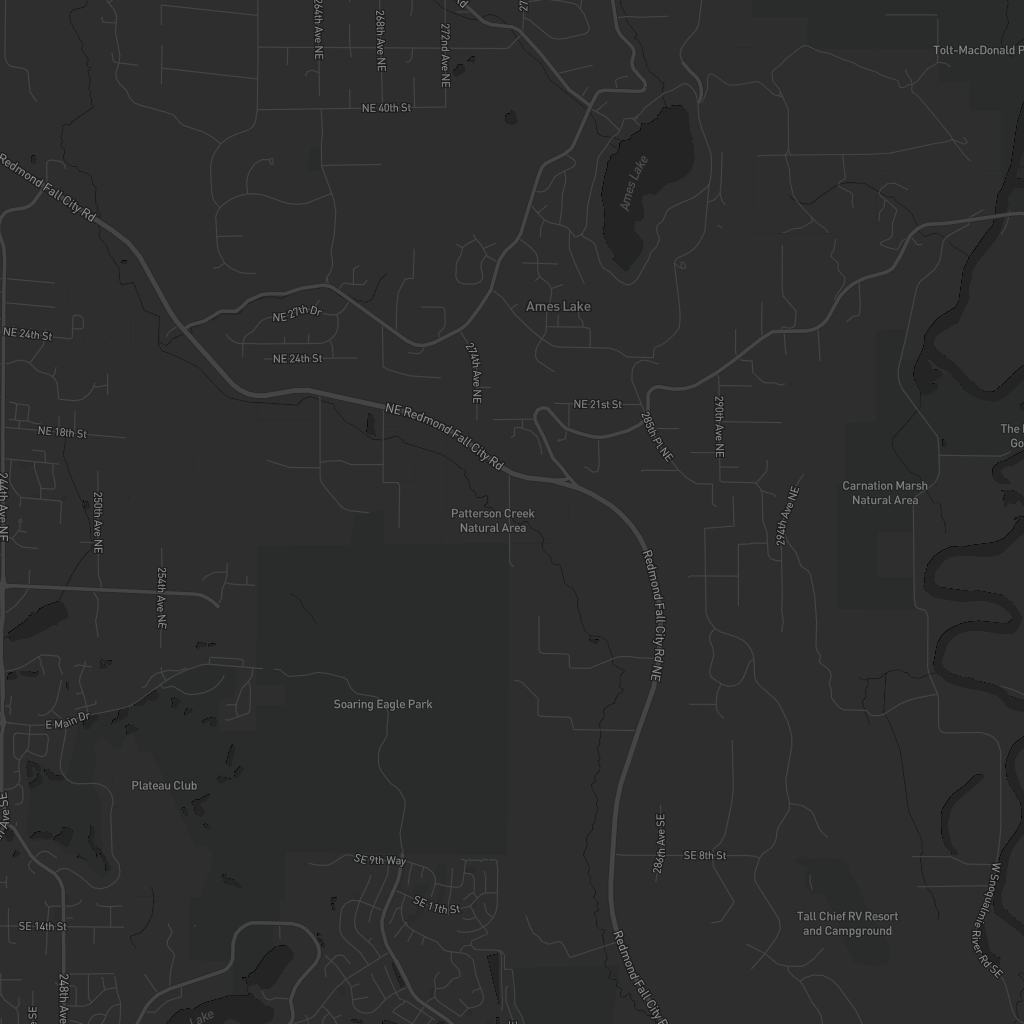 264th Ave NE
268th Ave NE
272nd Ave NE
Tolt-MacDonald P
NE 40th St
Redmond Fall City Rd
Ames Lake
NE 27th Dr
Ames Lake
NE 24th St
NE 24th St
274th Ave NE
NE 21st St
NE Redmond Fall City Rd
285th Pl NE
290th Ave NE
NE 18th St
244th Ave NE
250th Ave NE
Carnation Marsh
Natural Area
Patterson Creek
Natural Area
294th Ave NE
254th Ave NE
Redmond Fall City Rd NE
Soaring Eagle Park
E Main Dr
Plateau Club
Ave SE
286th Ave SE
SE 8th St
SE 9th Way
SE 11th St
W Snoqualmie
River Rd SE
Tall Chief RV Resort
and Campground
SE 14th St
Redmond Fall City R
248th Ave
SE
Lake
SE